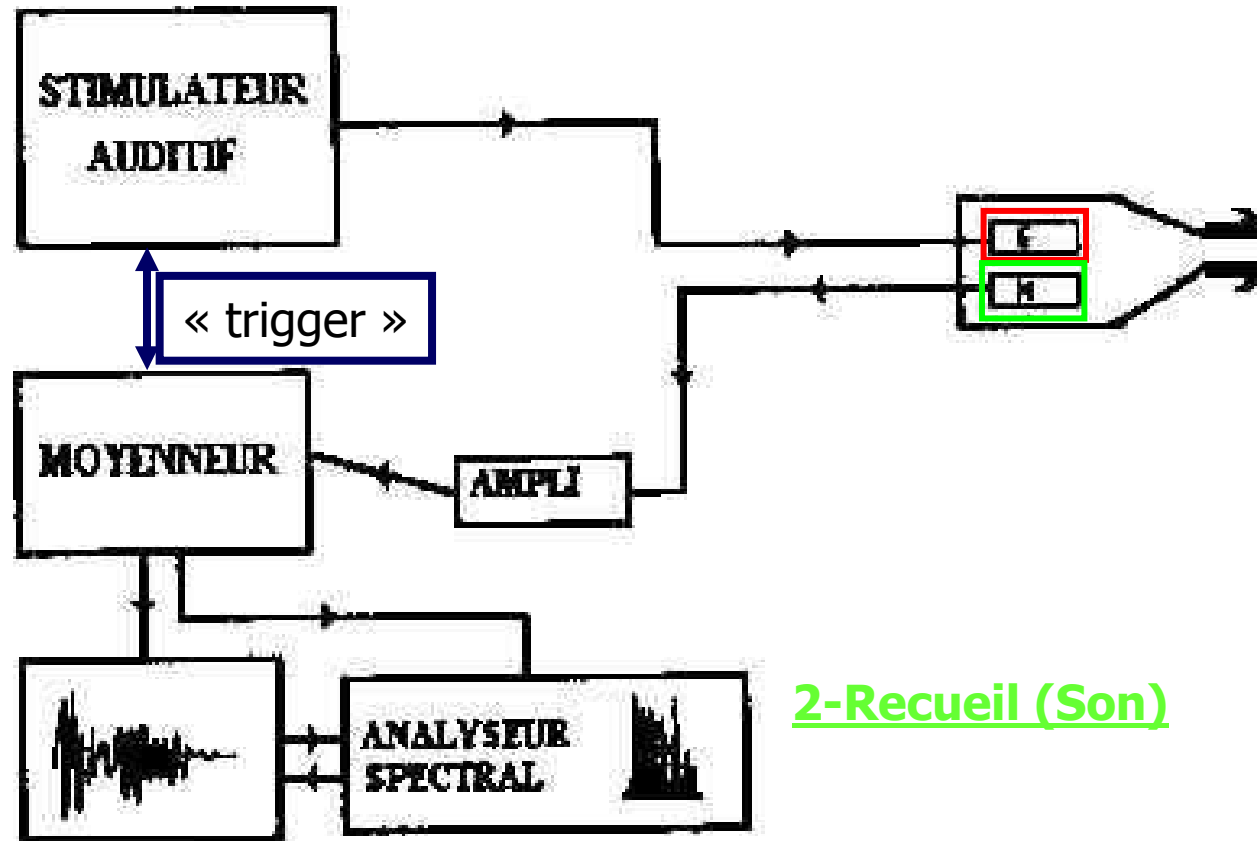 STIMULATEUR
AUDITIF
« trigger »
MOYENNEUR
AMPLI
ANALYSEUR
SPECTRAL
2-Recueil (Son)